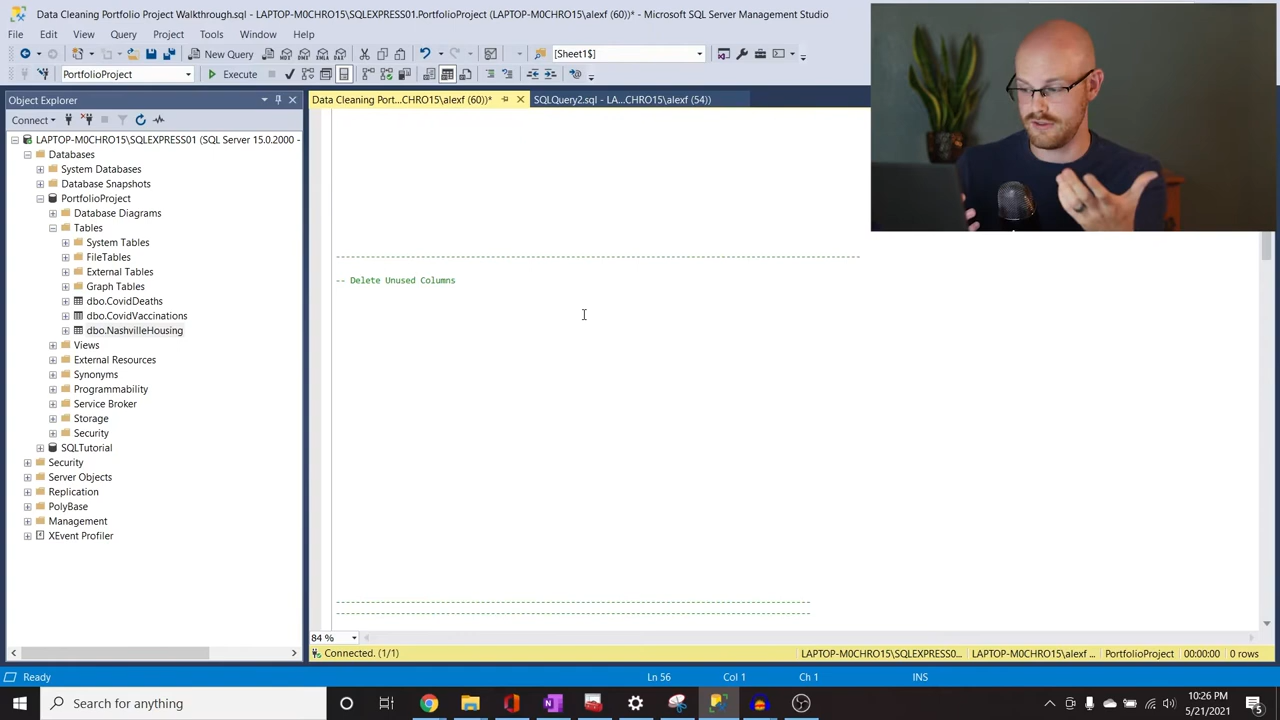 Data Cleaning Portfolio Project Walkthrough.sql - LAPTOP-M0CHRO15\SQLEXPRESS01.PortfolioProject (LAPTOP-M0CHRO15\alexf (60))* - Microsoft SQL Server Management Studio
File Edit View Query Project Tools Window Help
New Query [Sheet1$]
PortfolioProject Execute
Object Explorer
Data Cleaning Port...CHRO15\alexf (60))* SQLQuery2.sql - LA...CHRO15\alexf (54))
Connect
LAPTOP-M0CHRO15\SQLEXPRESS01 (SQL Server 15.0.2000 -
Databases
System Databases
Database Snapshots
PortfolioProject
Database Diagrams
Tables
System Tables
FileTables
External Tables
Graph Tables
dbo.CovidDeaths
dbo.CovidVaccinations
dbo.NashvilleHousing
Views
External Resources
Synonyms
Programmability
Service Broker
Storage
Security
SQLTutorial
Security
Server Objects
Replication
PolyBase
Management
XEvent Profiler
-- Delete Unused Columns
84 %
Connected. (1/1) LAPTOP-M0CHRO15\SQLEXPRESS0... LAPTOP-M0CHRO15\alexf ... PortfolioProject 00:00:00 0 rows
Ready Ln 56 Col 1 Ch 1 INS
Search for anything
10:26 PM
5/21/2021
5